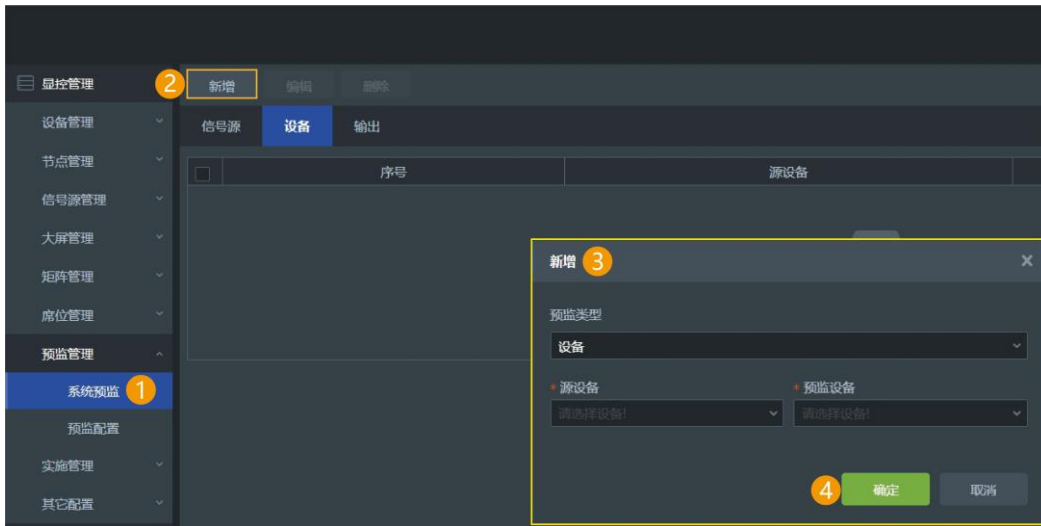 显控管理
2 新增 编辑 删除
设备管理
信号源 设备 输出
节点管理
序号 源设备
信号源管理
大屏管理
新增 3
矩阵管理
席位管理
预监类型
预监管理
设备
系统预监 1
* 源设备 * 预监设备
请选择设备! 请选择设备!
预监配置
实施管理
4 确定 取消
其它配置